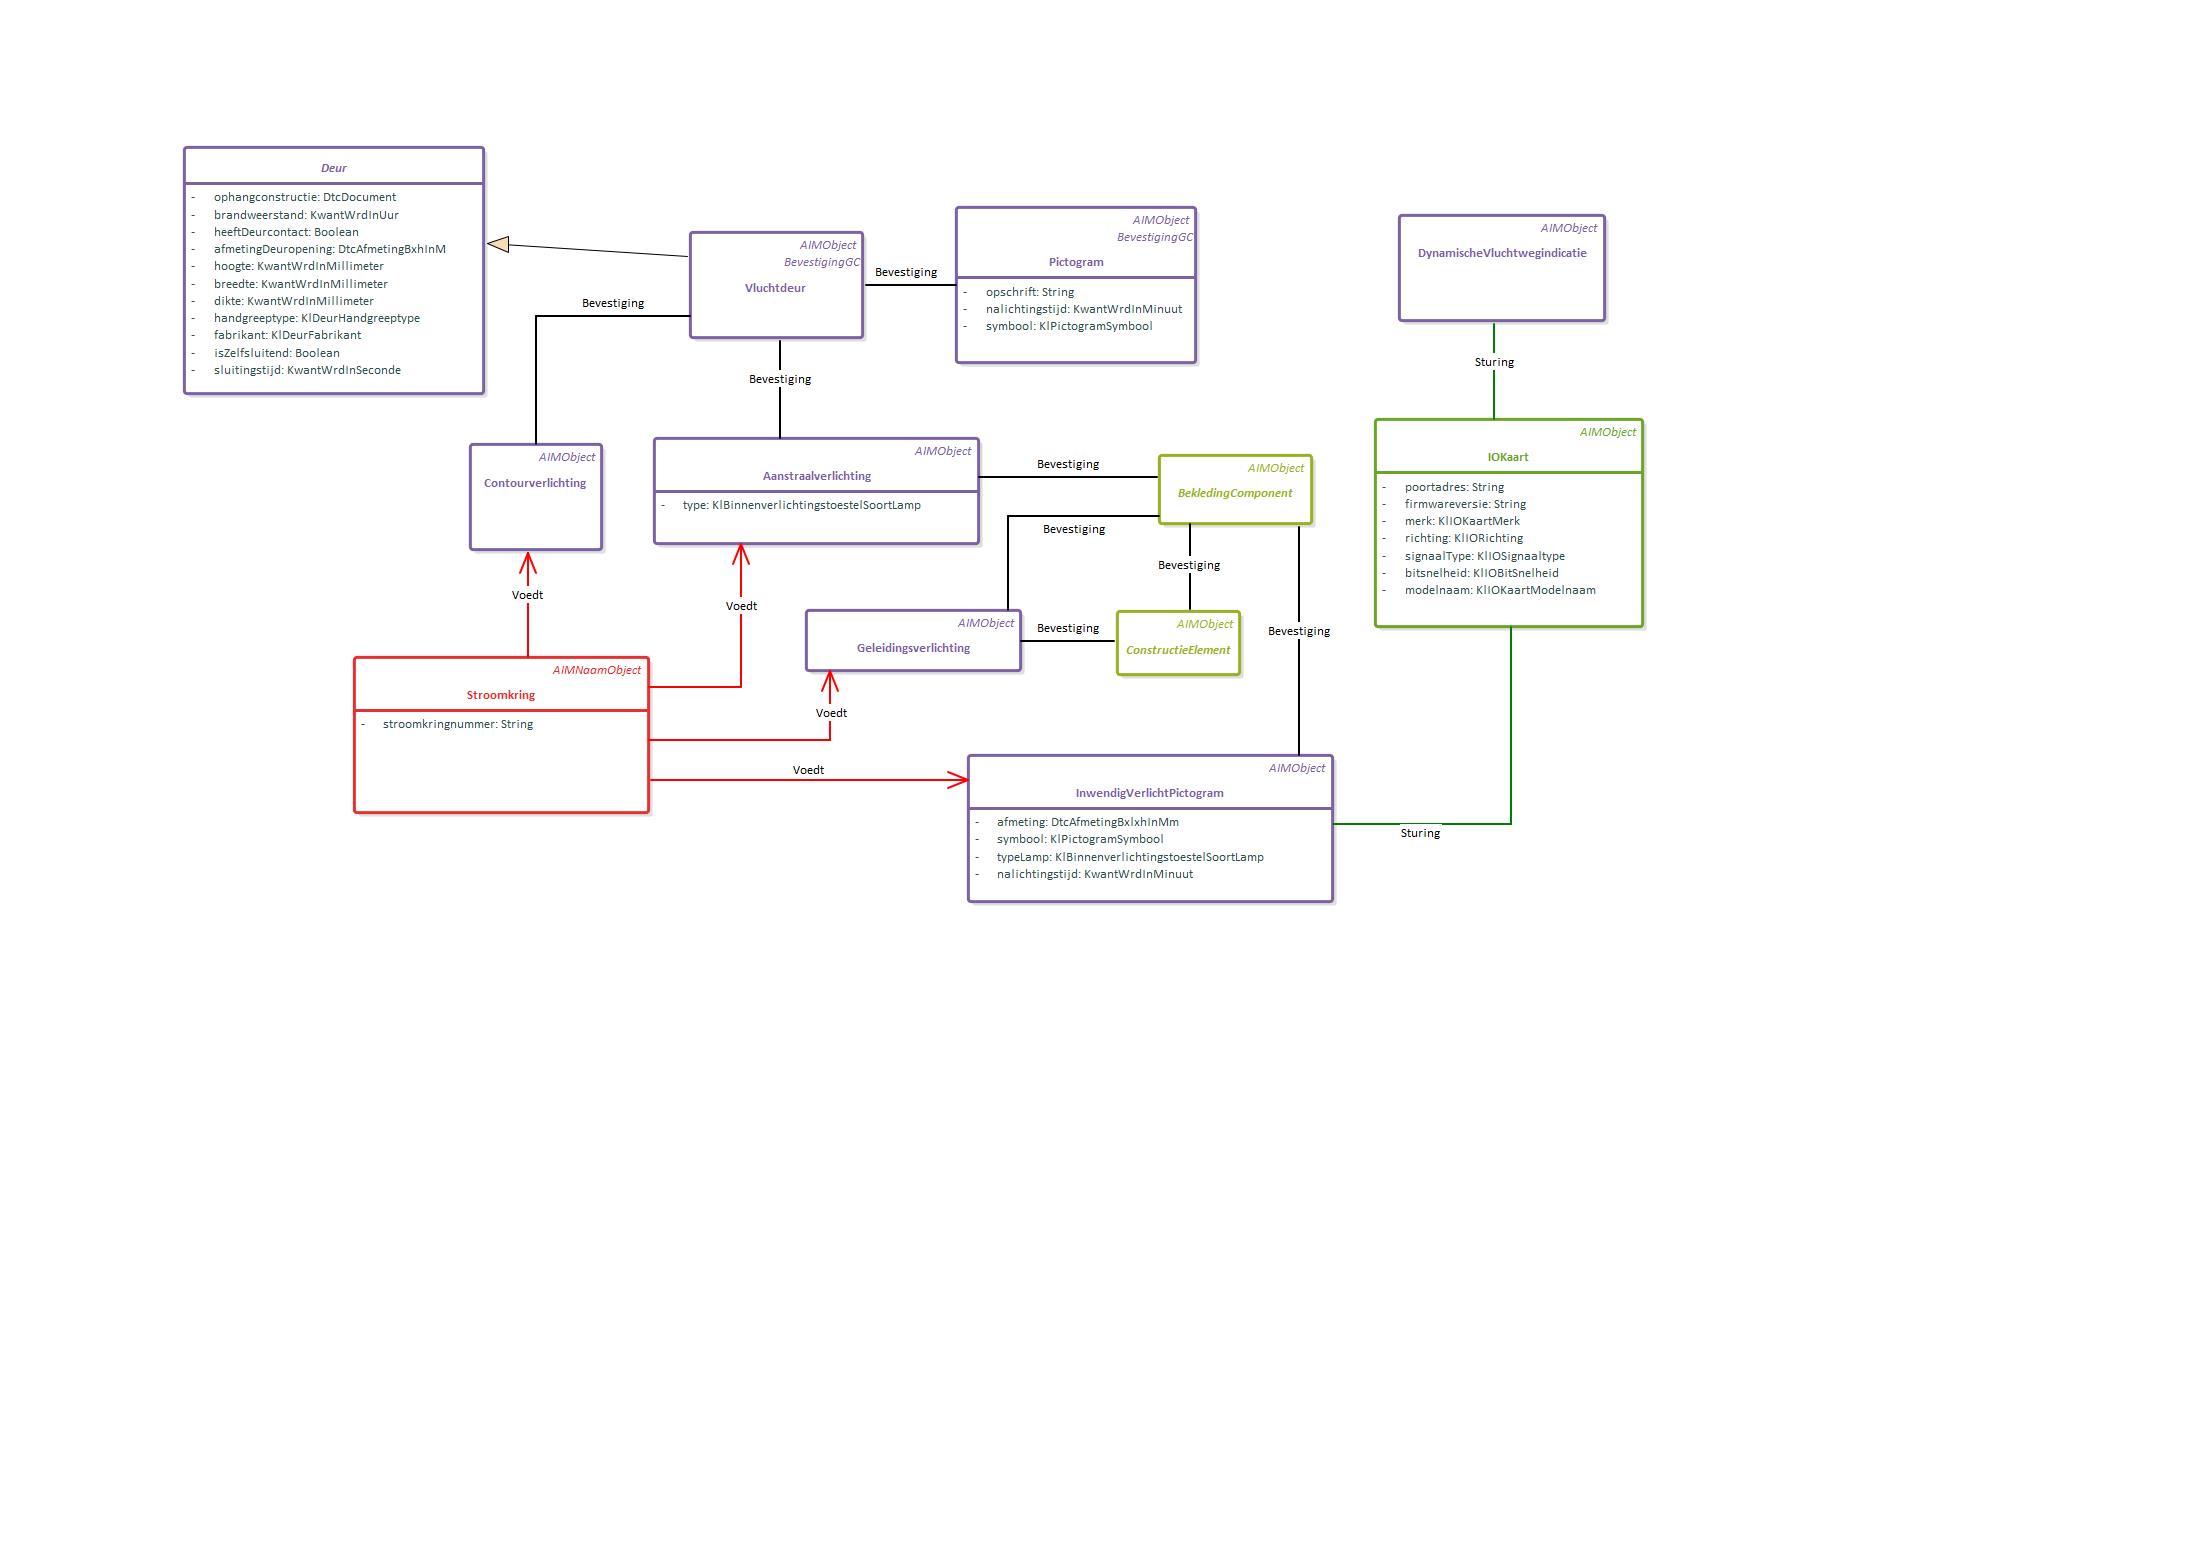 Deur
- ophangconstructie: DtcDocument
- brandweerstand: KwantWrdInUur
- heeftDeurcontact: Boolean
- afmetingDeuropening: DtcAfmetingBxhInM
- hoogte: KwantWrdInMillimeter
- breedte: KwantWrdInMillimeter
- dikte: KwantWrdInMillimeter
- handgreeptype: KlDeurHandgreeptype
- fabrikant: KlDeurFabrikant
- isZelfsluitend: Boolean
- sluitingstijd: KwantWrdInSeconde
AIMObject
BevestigingGC
Vluchtdeur
Bevestiging
AIMObject
BevestigingGC
Pictogram
- opschrift: String
- nalichtingstijd: KwantWrdInMinuut
- symbool: KlPictogramSymbool
AIMObject
DynamischeVluchtwegindicatie
Bevestiging
Bevestiging
Sturing
AIMObject
Contourverlichting
AIMObject
Aanstraalverlichting
- type: KlBinnenverlichtingstoestelSoortLamp
Bevestiging
AIMObject
BekledingComponent
AIMObject
IOKaart
- poortadres: String
- firmwareversie: String
- merk: KlIOKaartMerk
- richting: KlIORichting
- signaalType: KlIOSignaaltype
- bitsnelheid: KlIOBitSnelheid
- modelnaam: KlIOKaartModelnaam
Bevestiging
Bevestiging
Voedt
Voedt
AIMObject
Geleidingsverlichting
Bevestiging
AIMObject
ConstructieElement
Bevestiging
AIMNaamObject
Stroomkring
- stroomkringnummer: String
Voedt
Voedt
AIMObject
InwendigVerlichtPictogram
- afmeting: DtcAfmetingBxlxhInMm
- symbool: KlPictogramSymbool
- typeLamp: KlBinnenverlichtingstoestelSoortLamp
- nalichtingstijd: KwantWrdInMinuut
Sturing